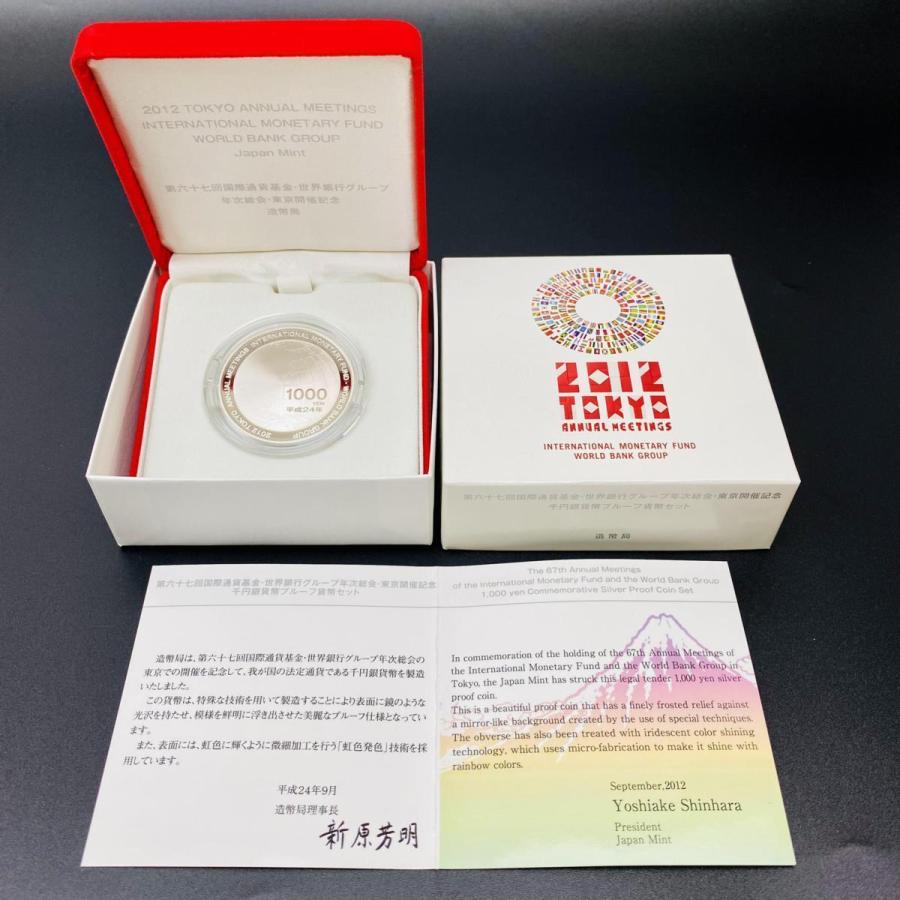 2012 TOKYO ANNUAL MEETINGS
INTERNATIONAL MONETARY FUND
WORLD BANK GROUP
Japan Mint
第六十七回国際通貨基金・世界銀行グループ
年次総会・東京開催記念
造幣局
2012 TOKYO ANNUAL MEETINGS INTERNATIONAL MONETARY FUND・WORLD BANK GROUP
1000
YEN
平成24年
2012
TOKYO
ANNUAL MEETINGS
INTERNATIONAL MONETARY FUND
WORLD BANK GROUP
第六十七回国際通貨基金・世界銀行グループ年次総会・東京開催記念
千円銀貨幣プルーフ貨幣セット
造幣局
第六十七回国際通貨基金・世界銀行グループ年次総会・東京開催記念
千円銀貨幣プルーフ貨幣セット
造幣局は、第六十七回国際通貨基金・世界銀行グループ年次総会の
東京での開催を記念して、我が国の法定通貨である千円銀貨幣を製造
いたしました。
この貨幣は、特殊な技術を用いて製造することにより表面に鏡のような
光沢を持たせ、模様を鮮明に浮き出させた美麗なプルーフ仕様となってい
ます。
また、表面には、虹色に輝くように微細加工を行う「虹色発色」技術を採
用しています。
平成24年9月
造幣局理事長
新原芳明
The 67th Annual Meetings
of the International Monetary Fund and the World Bank Group
1,000 yen Commemorative Silver Proof Coin Set
In commemoration of the holding of the 67th Annual Meetings of
the International Monetary Fund and the World Bank Group in
Tokyo, the Japan Mint has struck this legal tender 1,000 yen silver
proof coin.
This is a beautiful proof coin that has a finely frosted relief against
a mirror-like background created by the use of special techniques.
The obverse has also been treated with iridescent color shining
technology, which uses micro-fabrication to make it shine with
rainbow colors.
September,2012
Yoshiake Shinhara
President
Japan Mint